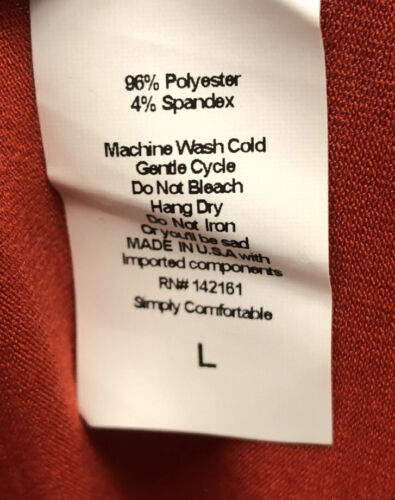 96% Polyester
4% Spandex
Machine Wash Cold
Gentle Cycle
Do Not Bleach
Hang Dry
Do Not Iron
Or you'll be sad
MADE IN U.S.A with
Imported components
RN# 142161
Simply Comfortable
L